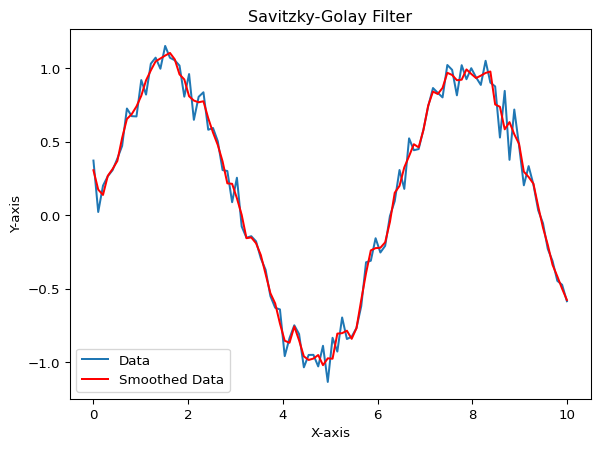 Savitzky-Golay Filter
Y-axis
1.0
0.5
0.0
−0.5
−1.0
Data
Smoothed Data
0 2 4 6 8 10
X-axis